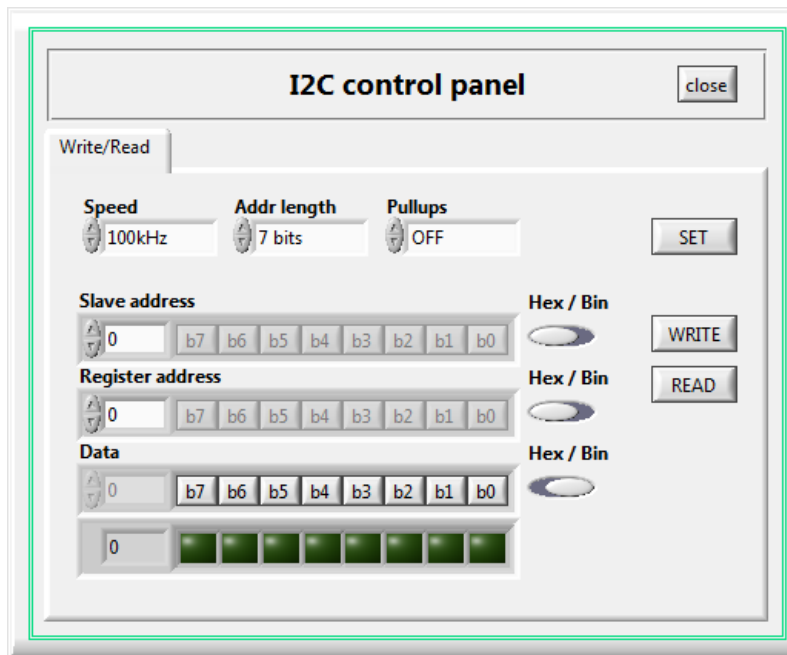 I2C control panel
close
Write/Read
Speed
Addr length
Pullups
100kHz
7 bits
OFF
SET
Slave address
Hex / Bin
0
b7 b6 b5 b4 b3 b2 b1 b0
WRITE
Register address
Hex / Bin
READ
0
b7 b6 b5 b4 b3 b2 b1 b0
Data
Hex / Bin
0
b7 b6 b5 b4 b3 b2 b1 b0
0